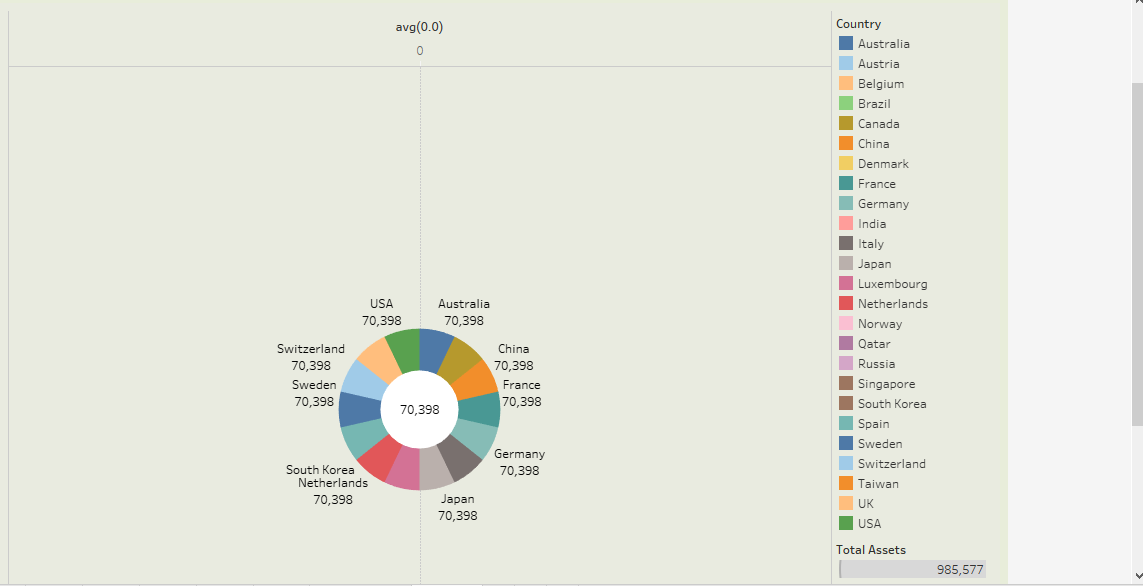 avg(0.0)
0
USA
70,398
Australia
70,398
Switzerland
70,398
China
70,398
Sweden
70,398
France
70,398
70,398
Germany
70,398
South Korea
Netherlands
70,398
Japan
70,398
Country
Australia
Austria
Belgium
Brazil
Canada
China
Denmark
France
Germany
India
Italy
Japan
Luxembourg
Netherlands
Norway
Qatar
Russia
Singapore
South Korea
Spain
Sweden
Switzerland
Taiwan
UK
USA
Total Assets
985,577